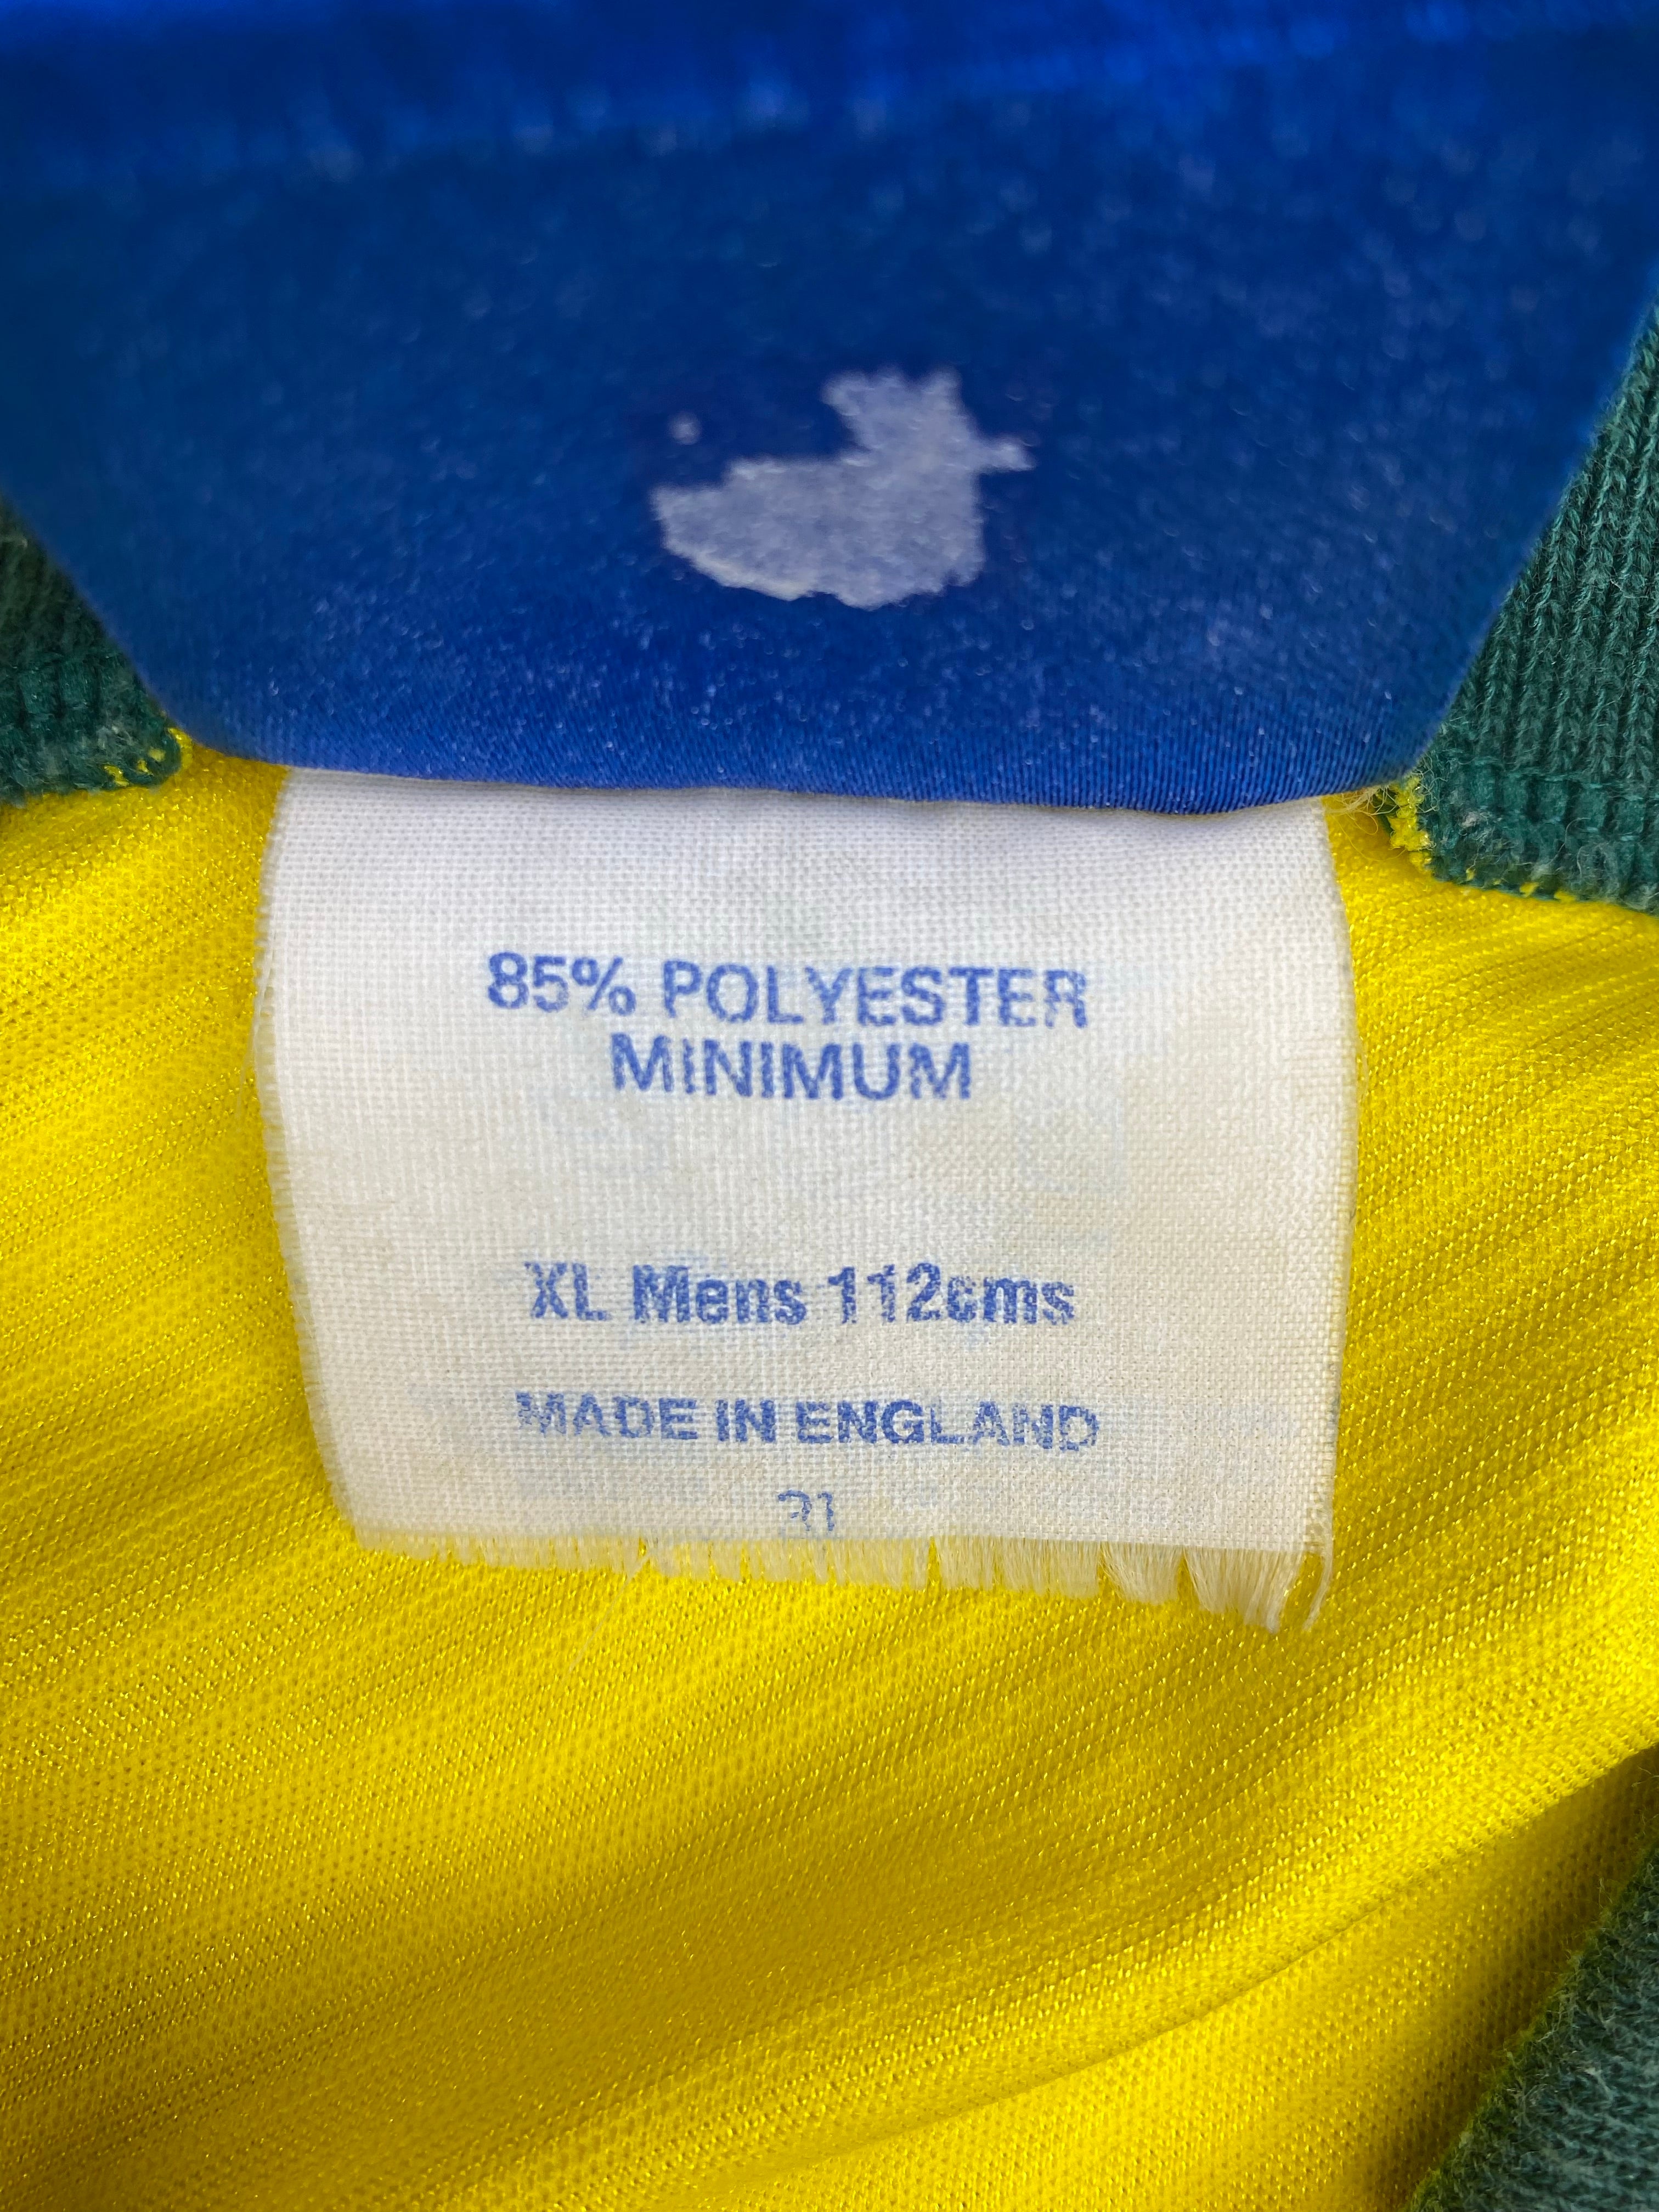 85% POLYESTER
MINIMUM
XL Mens 112cms
MADE IN ENGLAND
31